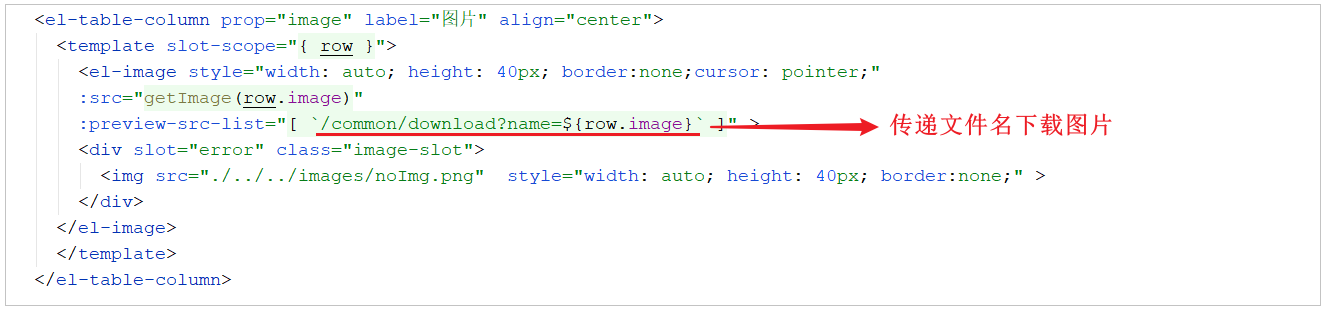 <el-table-column prop="image" label="图片" align="center">
<template slot-scope="{ row }">
<el-image style="width: auto; height: 40px; border:none;cursor: pointer;"
:src="getImage(row.image)"
:preview-src-list="[ `/common/download?name=${row.image}` ]" > 传递文件名下载图片
<div slot="error" class="image-slot">
<img src="./../../images/noImg.png"  style="width: auto; height: 40px; border:none;" >
</div>
</el-image>
</template>
</el-table-column>